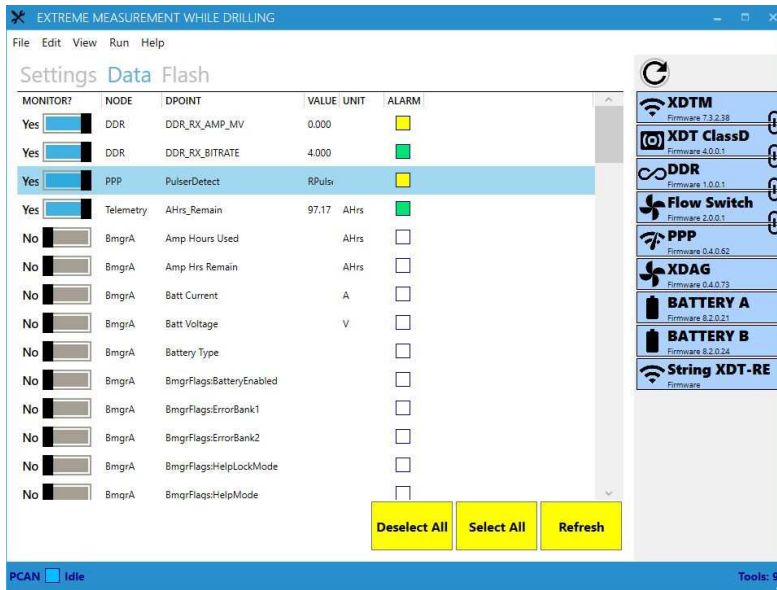 EXTREME MEASUREMENT WHILE DRILLING
File Edit View Run Help
Settings Data Flash
MONITOR? NODE DPOINT VALUE UNIT ALARM
Yes DDR DDR_RX_AMP_MV 0.000
Yes DDR DDR_RX_BITRATE 4.000
Yes PPP PulserDetect RPuls
Yes Telemetry AHrs_Remain 97.17 AHrs
No BmgrA Amp Hours Used AHrs
No BmgrA Amp Hrs Remain AHrs
No BmgrA Batt Current A
No BmgrA Batt Voltage V
No BmgrA Battery Type
No BmgrA BmgrFlags:BatteryEnabled
No BmgrA BmgrFlags:ErrorBank1
No BmgrA BmgrFlags:ErrorBank2
No BmgrA BmgrFlags:HelpLockMode
No BmgrA BmgrFlags:HelpMode
Deselect All Select All Refresh
XDTM
Firmware 7.3.2.38
XDT ClassD
Firmware 4.0.0.1
DDR
Firmware 1.0.0.1
Flow Switch
Firmware 2.0.0.1
PPP
Firmware 0.4.0.62
XDAG
Firmware 0.4.0.73
BATTERY A
Firmware 8.2.0.21
BATTERY B
Firmware 8.2.0.24
String XDT-RE
Firmware
PCAN Idle
Tools: 9